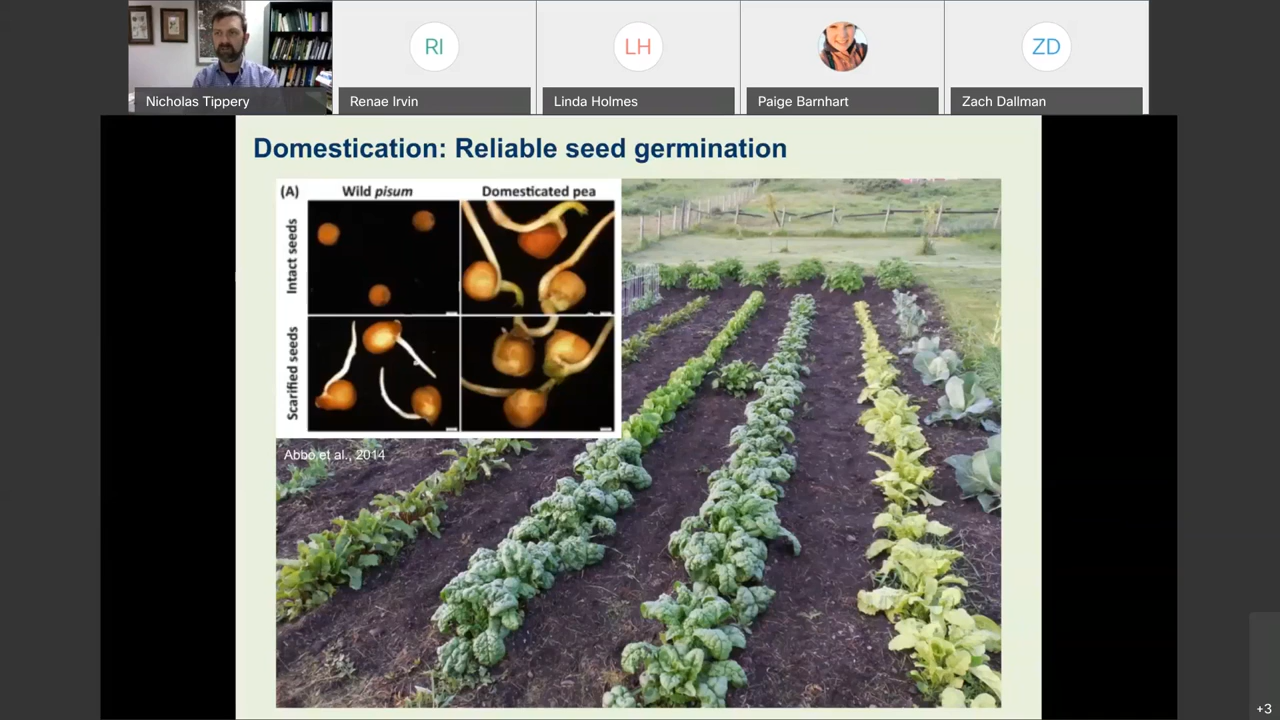 RI
LH
ZD
Nicholas Tippery
Renae Irvin
Linda Holmes
Paige Barnhart
Zach Dallman
Domestication: Reliable seed germination
(A)
Wild pisum
Domesticated pea
Intact seeds
Scarified seeds
Abbo et al., 2014
+3